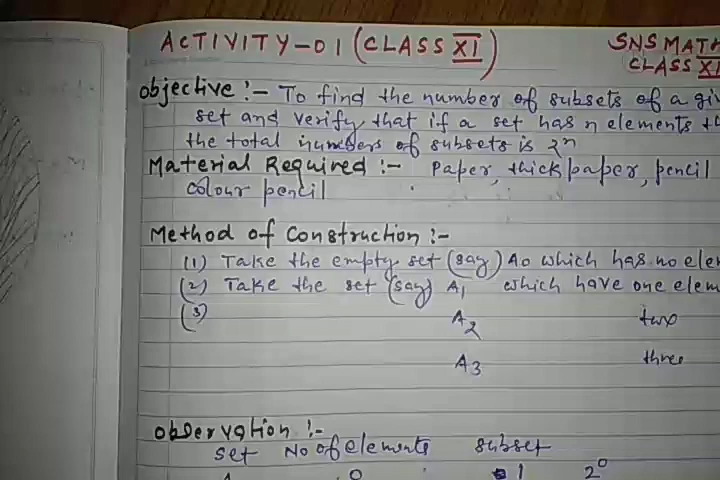 ACTIVITY-01 (CLASS XI)
SNS MATH
CLASS XI
Objective :- To find the number of subsets of a giv
set and verify that if a set has n elements th
the total numbers of subsets is 2ⁿ
Material Required :- Paper, thick paper, pencil
colour pencil
Method of Construction :-
(1) Take the empty set (say) A0 which has no elem
(2) Take the set (say) A1 which have one elem
(3) A2 two
A3 three
Observation :-
Set No of elements subset
A 0 1 2⁰